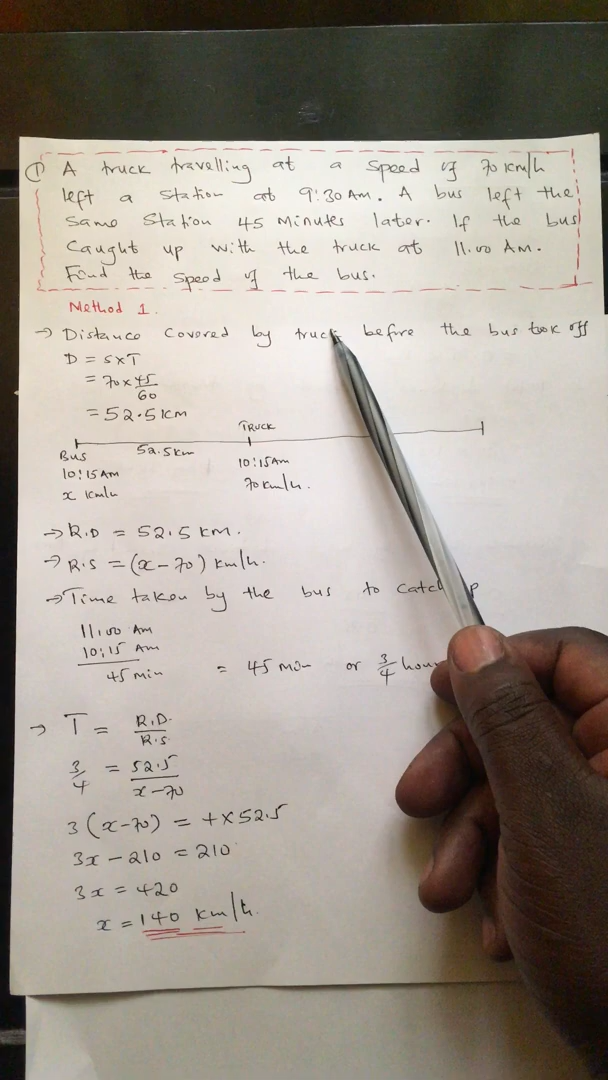 ① A truck travelling at a speed of 70 km/h
left a station at 9:30 AM. A bus left the
same station 45 minutes later. If the bus
caught up with the truck at 11.00 AM.
Find the speed of the bus.
Method 1.
→ Distance covered by truck before the bus took off
D = S×T
= 70 × 45/60
= 52.5 km
TRUCK
52.5km
Bus
10:15 AM
10:15 AM
x km/h
70 km/h.
→ R.D = 52.5 KM.
→ R.S = (x – 70) km/h.
→ Time taken by the bus to catch
11.00 AM
10:15 AM
45 min
= 45 min or 3/4 hour
→ T = R.D./R.S
3/4 = 52.5/x–70
3(x–70) = 4×52.5
3x – 210 = 210
3x = 420
x = 140 km/h.